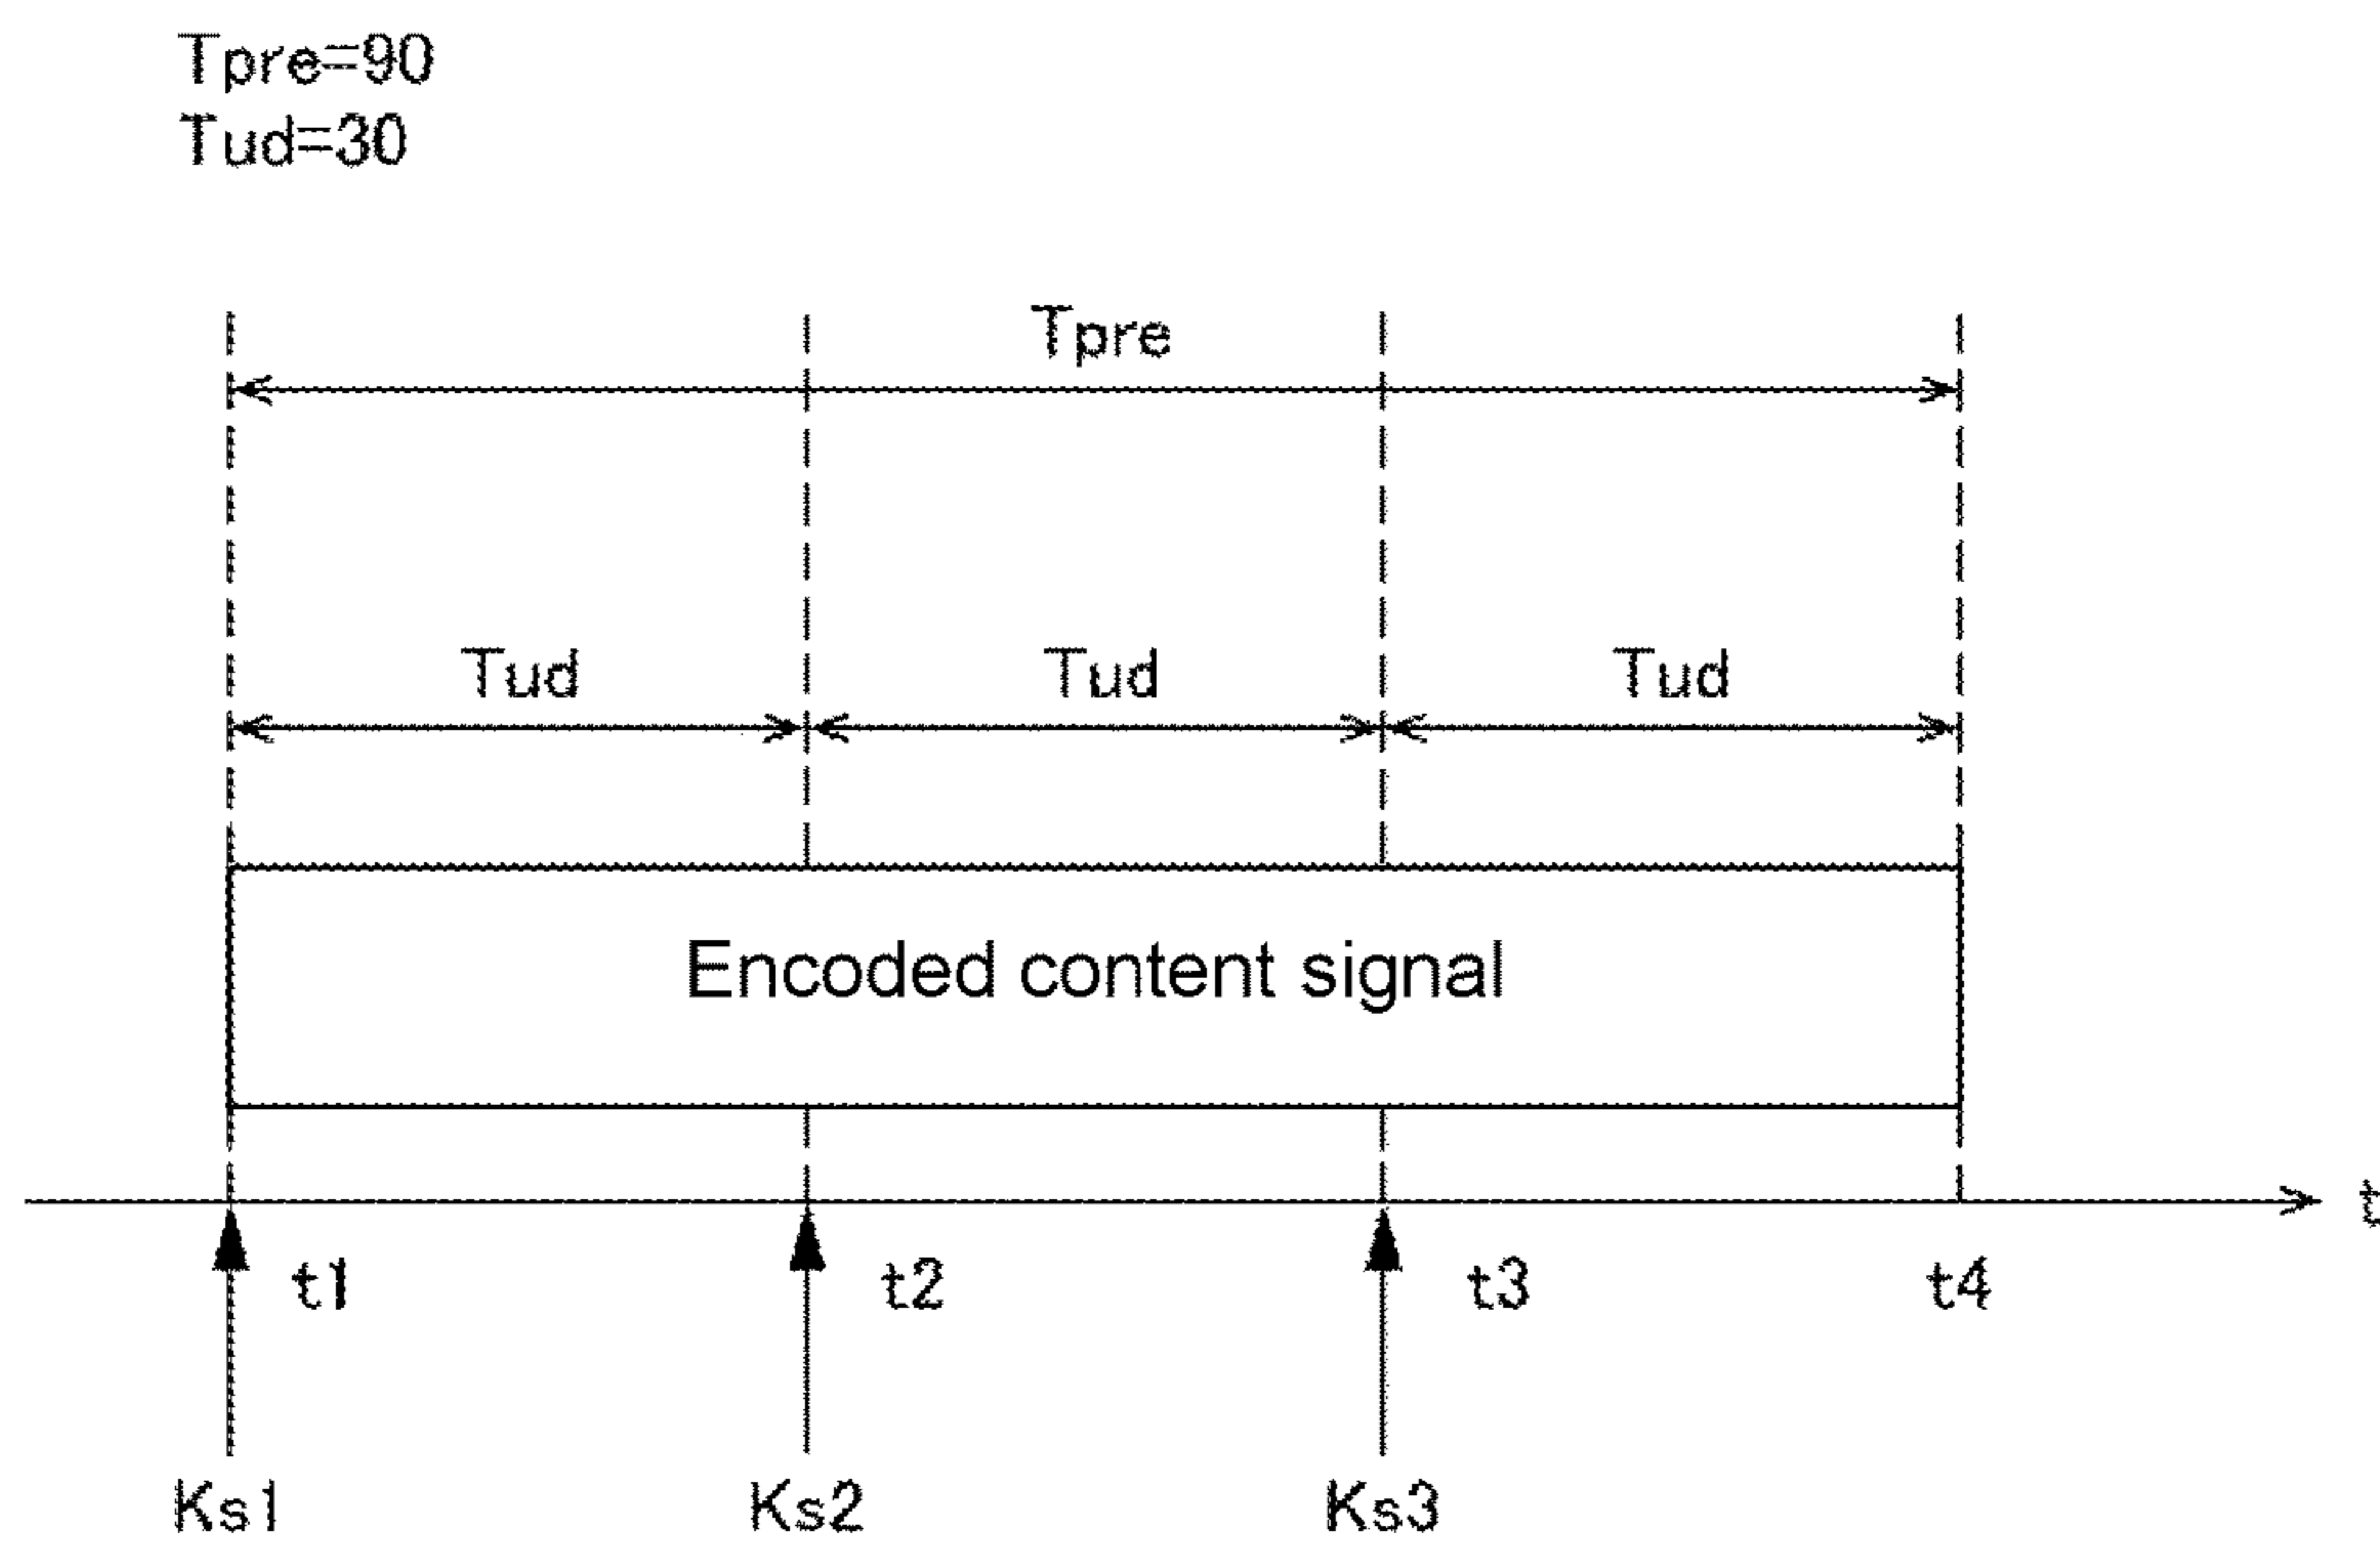 Tpre=90
Tud=30
Tpre
Tud Tud Tud
Encoded content signal
t
t1 t2 t3 t4
Ks1 Ks2 Ks3